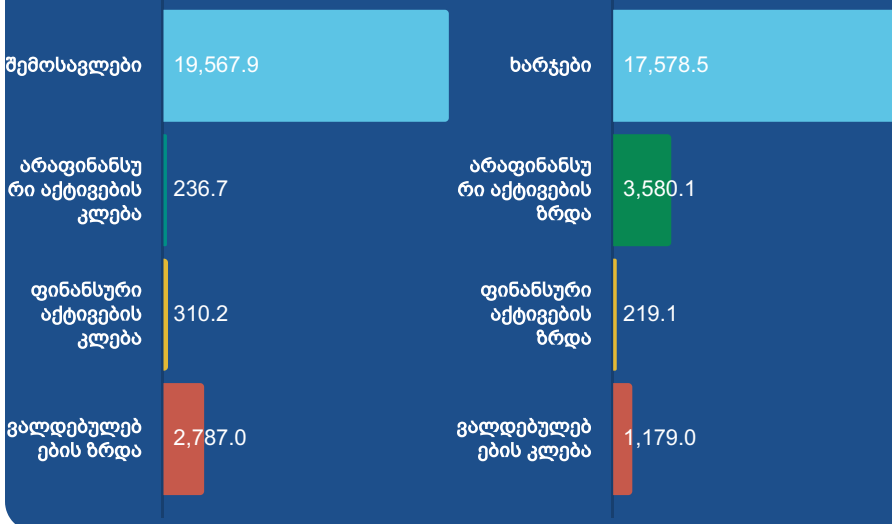 შემოსავლები
19,567.9
არაფინანსუ
რი აქტივების
კლება
236.7
ფინანსური
აქტივების
კლება
310.2
ვალდებულებ
ების ზრდა
2,787.0
ხარჯები
17,578.5
არაფინანსუ
რი აქტივების
ზრდა
3,580.1
ფინანსური
აქტივების
ზრდა
219.1
ვალდებულებ
ების კლება
1,179.0